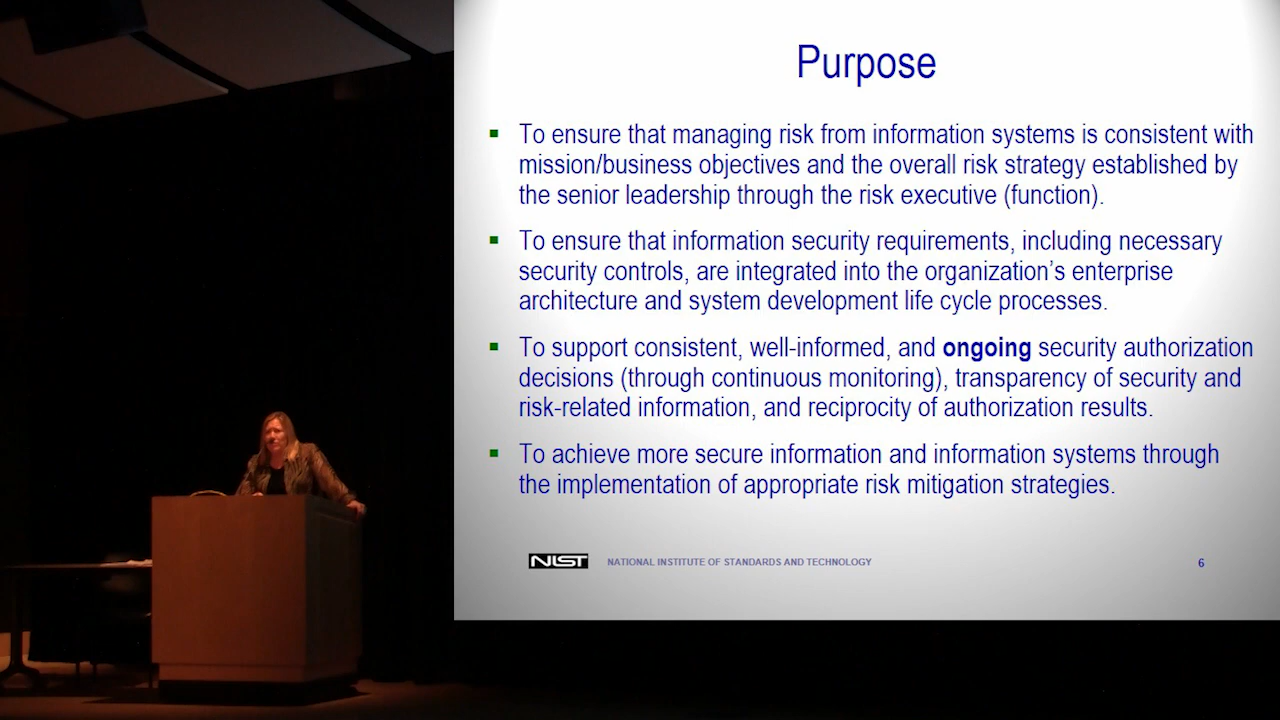 Purpose
To ensure that managing risk from information systems is consistent with
mission/business objectives and the overall risk strategy established by
the senior leadership through the risk executive (function).
To ensure that information security requirements, including necessary
security controls, are integrated into the organization's enterprise
architecture and system development life cycle processes.
To support consistent, well-informed, and ongoing security authorization
decisions (through continuous monitoring), transparency of security and
risk-related information, and reciprocity of authorization results.
To achieve more secure information and information systems through
the implementation of appropriate risk mitigation strategies.
NIST NATIONAL INSTITUTE OF STANDARDS AND TECHNOLOGY 6